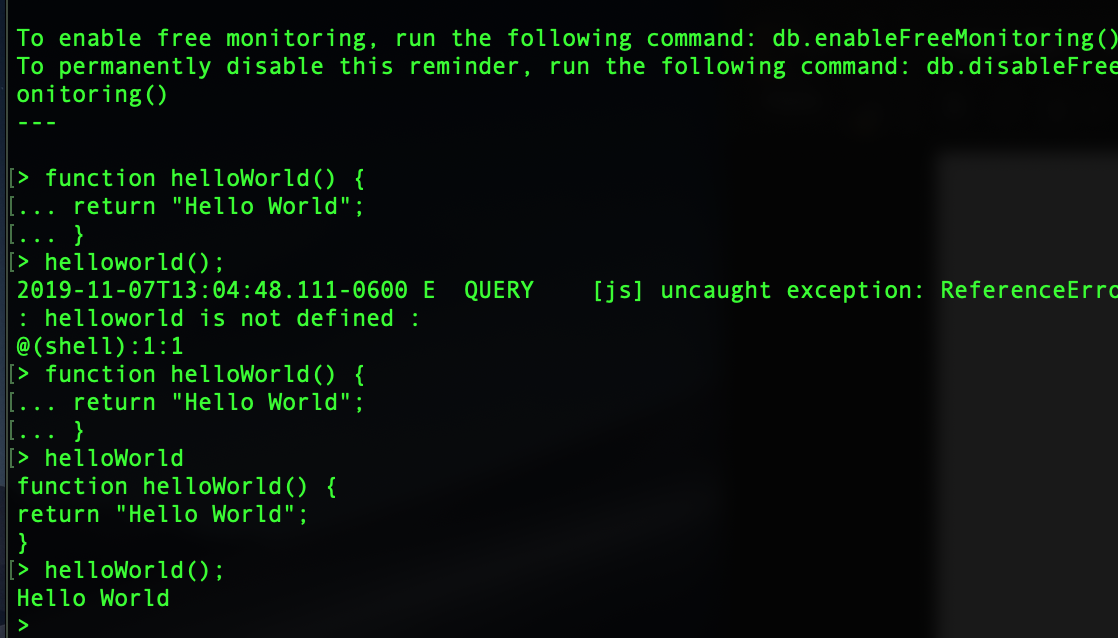 To enable free monitoring, run the following command: db.enableFreeMonitoring()
To permanently disable this reminder, run the following command: db.disableFree
onitoring()
---
[> function helloWorld() {
[... return "Hello World";
[... }
[> helloworld();
2019-11-07T13:04:48.111-0600 E  QUERY    [js] uncaught exception: ReferenceErro
: helloworld is not defined :
@(shell):1:1
[> function helloWorld() {
[... return "Hello World";
[... }
[> helloWorld
function helloWorld() {
return "Hello World";
}
[> helloWorld();
Hello World
>